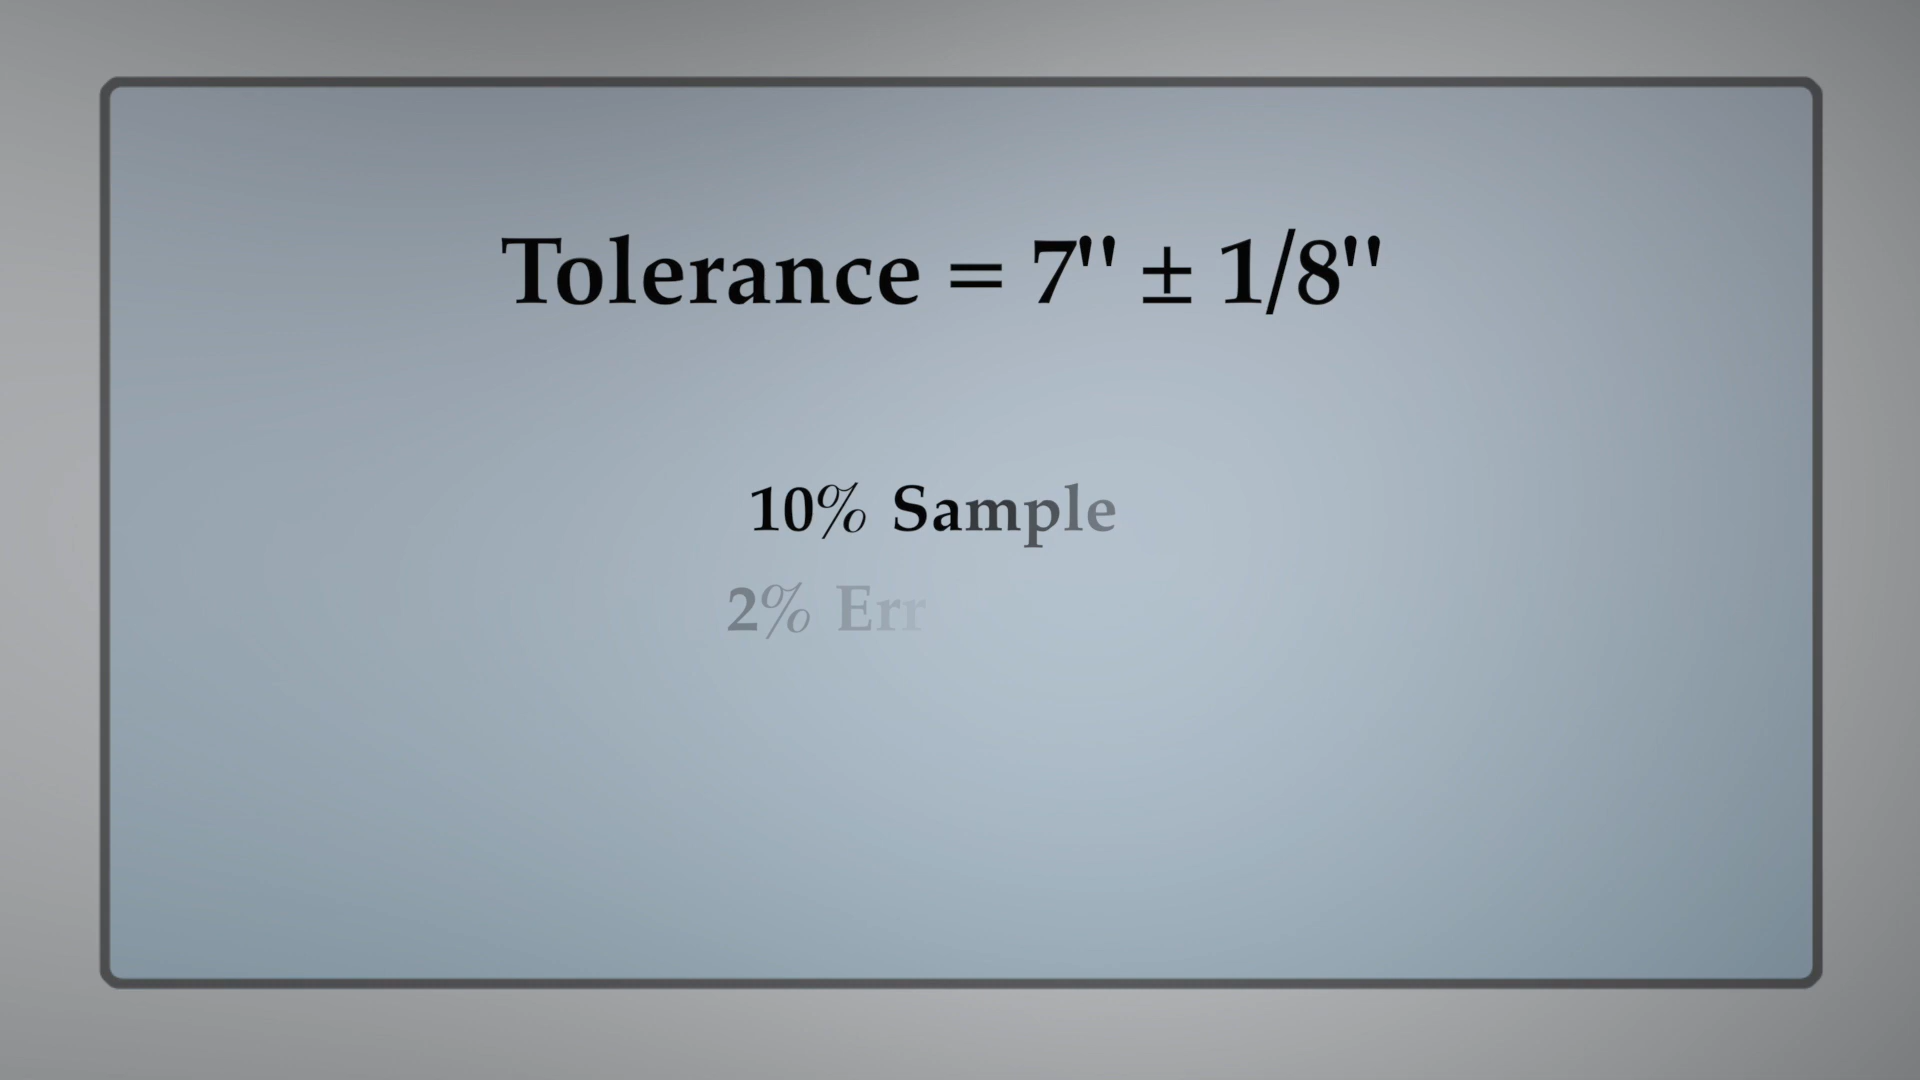 Tolerance = 7" ± 1/8"
10% Sample
2% Err